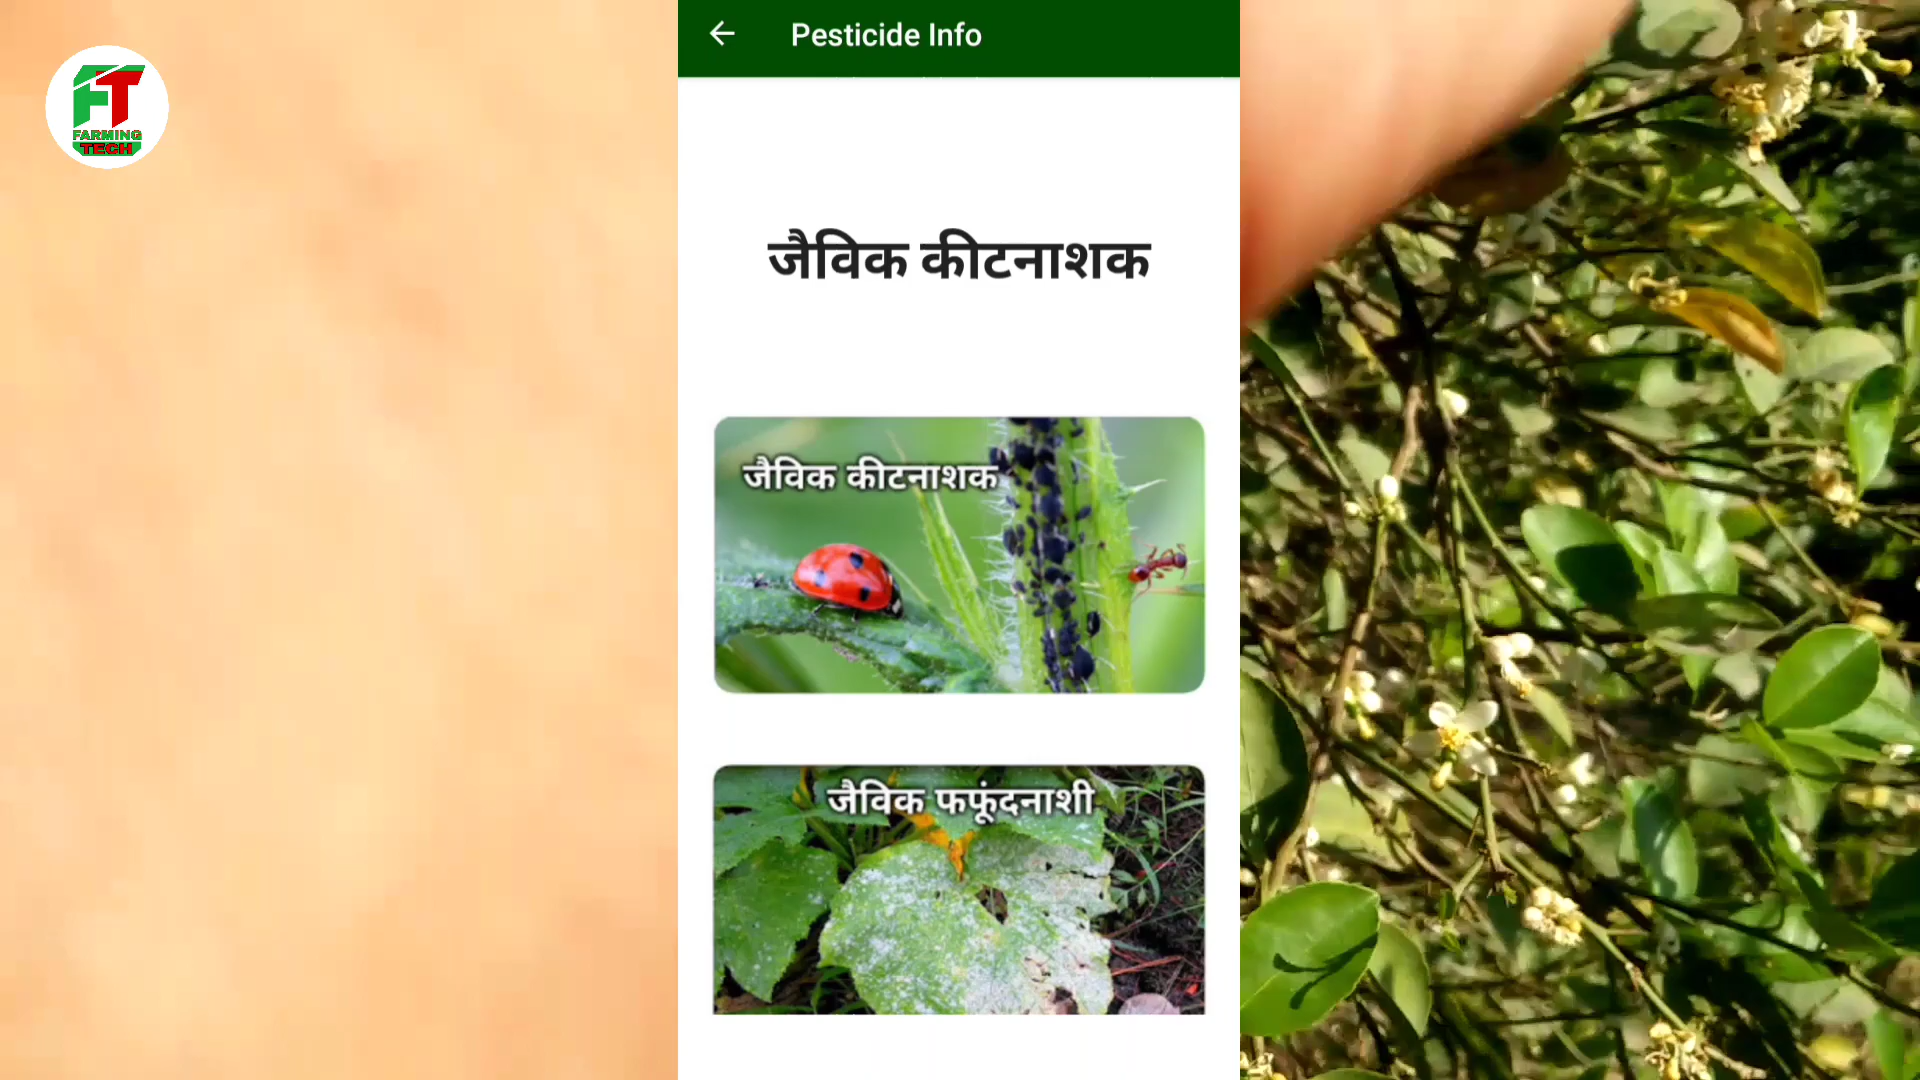 FT
FARMING
TECH
Pesticide Info
जैविक कीटनाशक
जैविक कीटनाशक
जैविक फफूंदनाशी